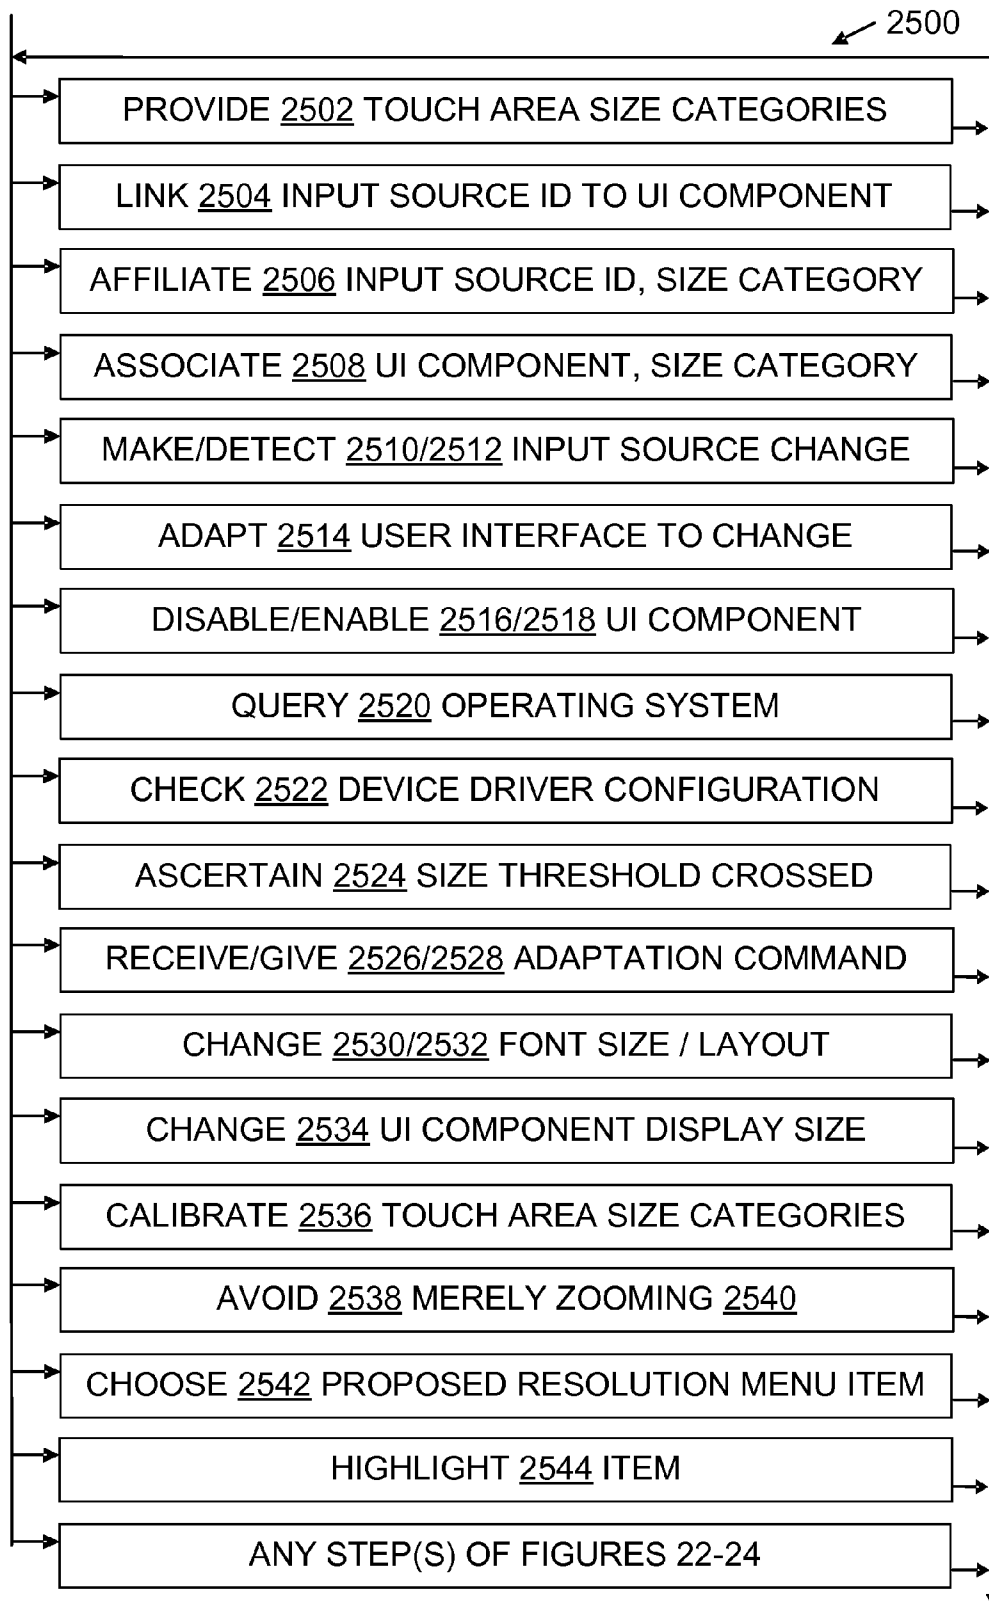 2500
PROVIDE 2502 TOUCH AREA SIZE CATEGORIES
LINK 2504 INPUT SOURCE ID TO UI COMPONENT
AFFILIATE 2506 INPUT SOURCE ID, SIZE CATEGORY
ASSOCIATE 2508 UI COMPONENT, SIZE CATEGORY
MAKE/DETECT 2510/2512 INPUT SOURCE CHANGE
ADAPT 2514 USER INTERFACE TO CHANGE
DISABLE/ENABLE 2516/2518 UI COMPONENT
QUERY 2520 OPERATING SYSTEM
CHECK 2522 DEVICE DRIVER CONFIGURATION
ASCERTAIN 2524 SIZE THRESHOLD CROSSED
RECEIVE/GIVE 2526/2528 ADAPTATION COMMAND
CHANGE 2530/2532 FONT SIZE / LAYOUT
CHANGE 2534 UI COMPONENT DISPLAY SIZE
CALIBRATE 2536 TOUCH AREA SIZE CATEGORIES
AVOID 2538 MERELY ZOOMING 2540
CHOOSE 2542 PROPOSED RESOLUTION MENU ITEM
HIGHLIGHT 2544 ITEM
ANY STEP(S) OF FIGURES 22-24